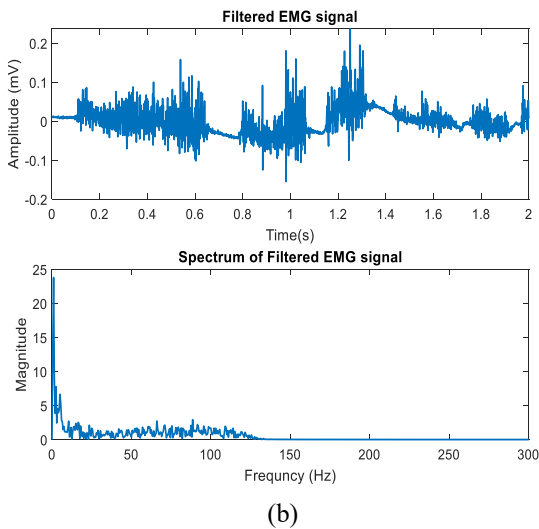 Filtered EMG signal
0.2
0.1
0
-0.1
-0.2
Amplitude (mV)
0 0.2 0.4 0.6 0.8 1 1.2 1.4 1.6 1.8 2
Time(s)
Spectrum of Filtered EMG signal
25
20
15
10
5
0
Magnitude
0 50 100 150 200 250 300
Frequncy (Hz)
(b)